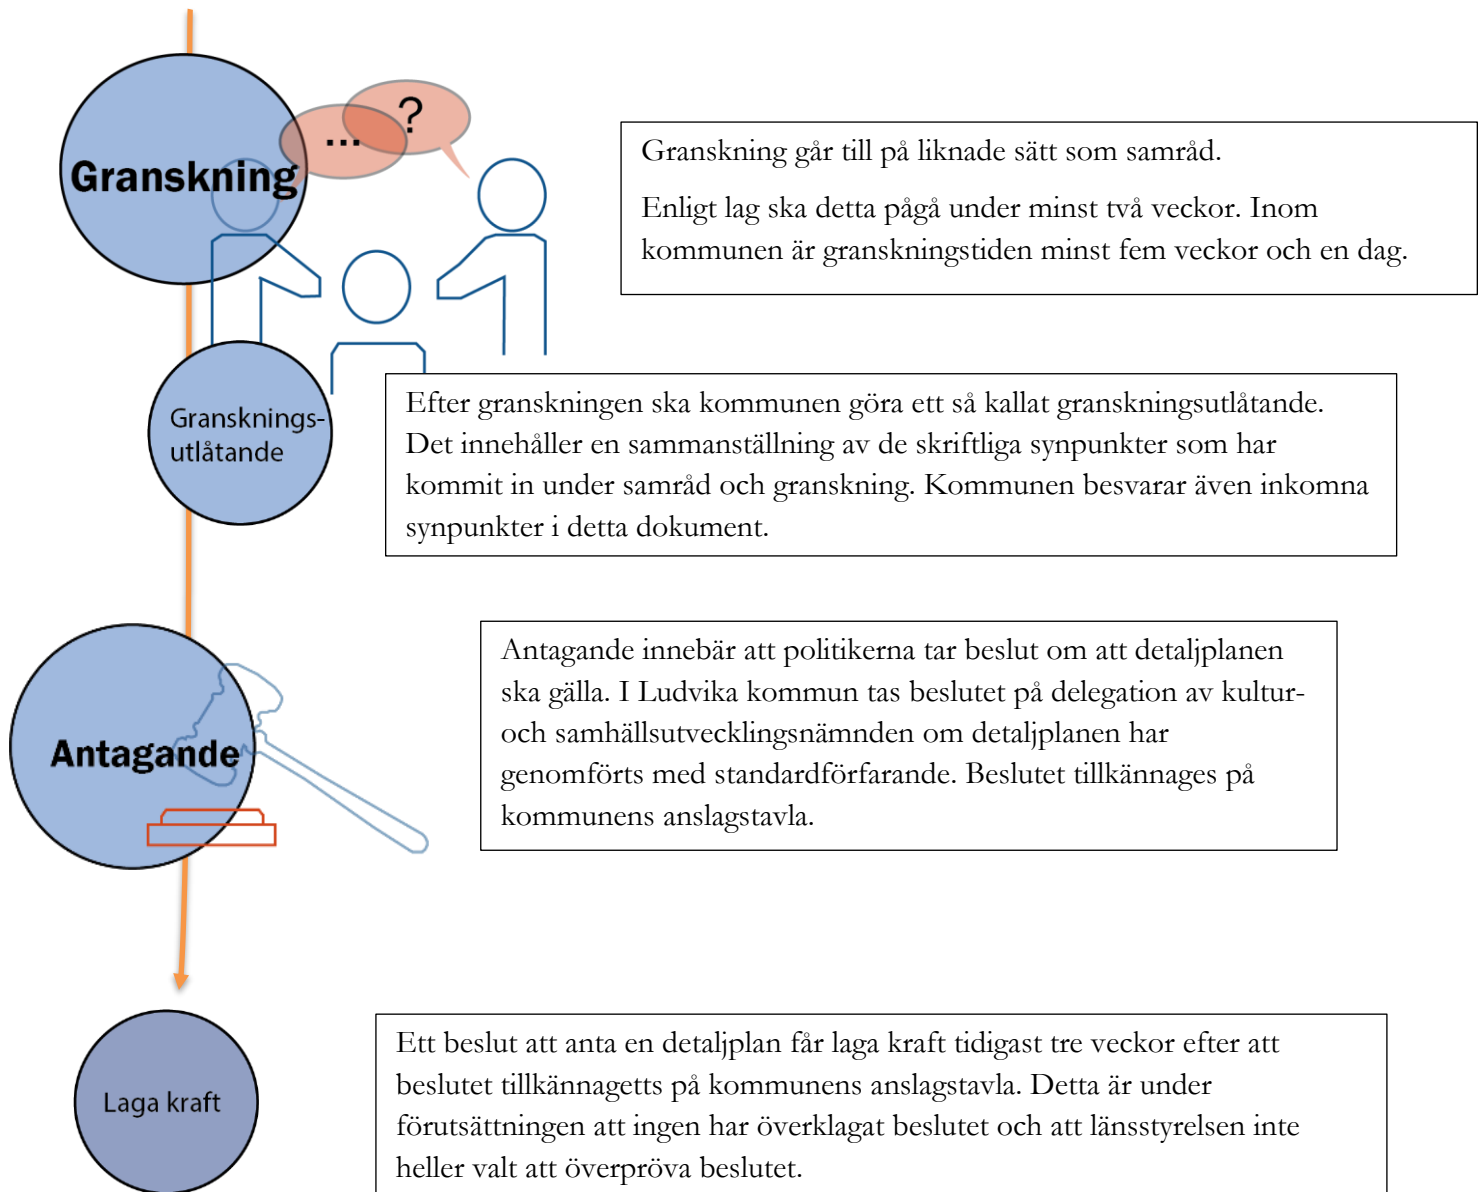 ...
?
Granskning
Granskning går till på liknade sätt som samråd.
Enligt lag ska detta pågå under minst två veckor. Inom
kommunen är granskningstiden minst fem veckor och en dag.
Gransknings-
utlåtande
Efter granskningen ska kommunen göra ett så kallat granskningsutlåtande.
Det innehåller en sammanställning av de skriftliga synpunkter som har
kommit in under samråd och granskning. Kommunen besvarar även inkomna
synpunkter i detta dokument.
Antagande
Antagande innebär att politikerna tar beslut om att detaljplanen
ska gälla. I Ludvika kommun tas beslutet på delegation av kultur-
och samhällsutvecklingsnämnden om detaljplanen har
genomförts med standardförfarande. Beslutet tillkännages på
kommunens anslagstavla.
Laga kraft
Ett beslut att anta en detaljplan får laga kraft tidigast tre veckor efter att
beslutet tillkännagetts på kommunens anslagstavla. Detta är under
förutsättningen att ingen har överklagat beslutet och att länsstyrelsen inte
heller valt att överpröva beslutet.